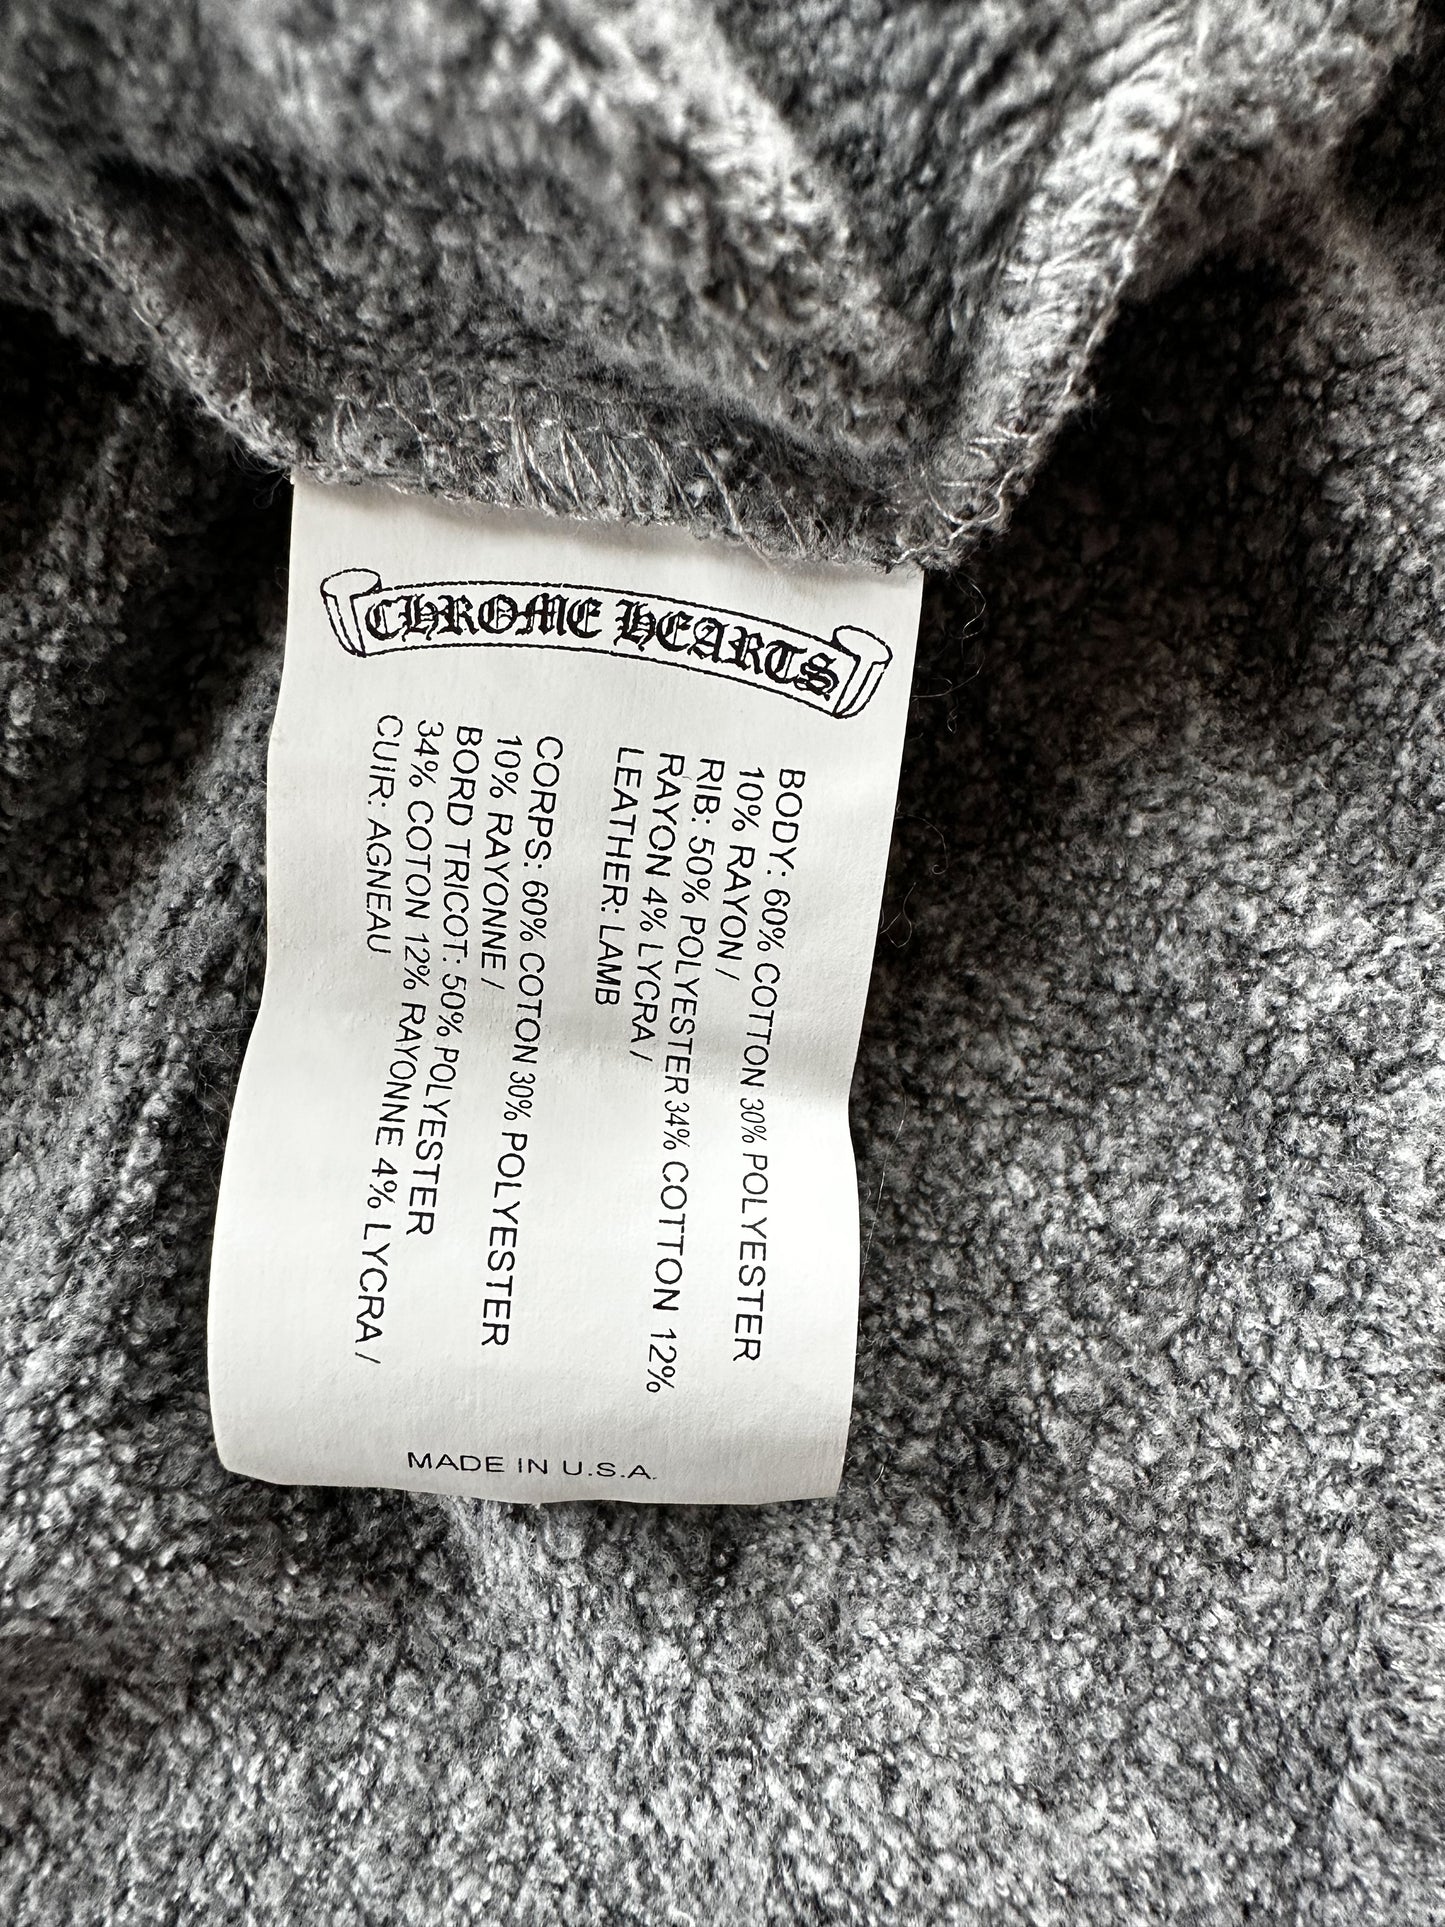 CHROME HEARTS
BODY: 60% COTTON 30% POLYESTER
10% RAYON /
RIB: 50% POLYESTER 34% COTTON 12%
RAYON 4% LYCRA /
LEATHER: LAMB
CORPS: 60% COTON 30% POLYESTER
10% RAYONNE /
BORD TRICOT: 50% POLYESTER
34% COTON 12% RAYONNE 4% LYCRA /
CUIR: AGNEAU
MADE IN U.S.A.